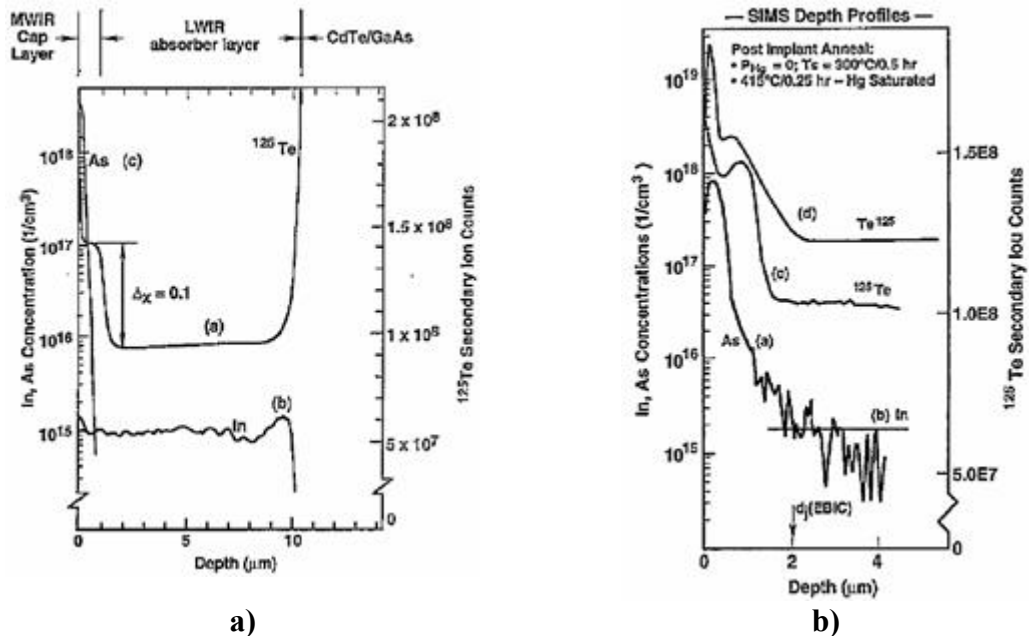 MWIR
Cap
Layer
LWIR
absorber layer
CdTe/GaAs
In, As Concentration (1/cm³)
10¹⁸
10¹⁷
10¹⁶
10¹⁵
As (c)
¹²⁵Te
Δχ = 0.1
(a)
(b)
In
2 x 10⁸
1.5 x 10⁸
1 x 10⁸
5 x 10⁷
0
¹²⁵Te Secondary Ion Counts
0
5
10
Depth (μm)
a)
SIMS Depth Profiles
Post Implant Anneal:
• PHg = 0; Ts = 300°C/0.5 hr
• 415°C/0.25 hr – Hg Saturated
In, As Concentrations (1/cm³)
10¹⁹
10¹⁸
10¹⁷
10¹⁶
10¹⁵
(d)
Te¹²⁵
(c)
¹²⁵Te
As (a)
(b) In
dj(EBIC)
1.5E8
1.0E8
5.0E7
0
¹²⁵Te Secondary Iou Counts
0
2
4
Depth (μm)
b)